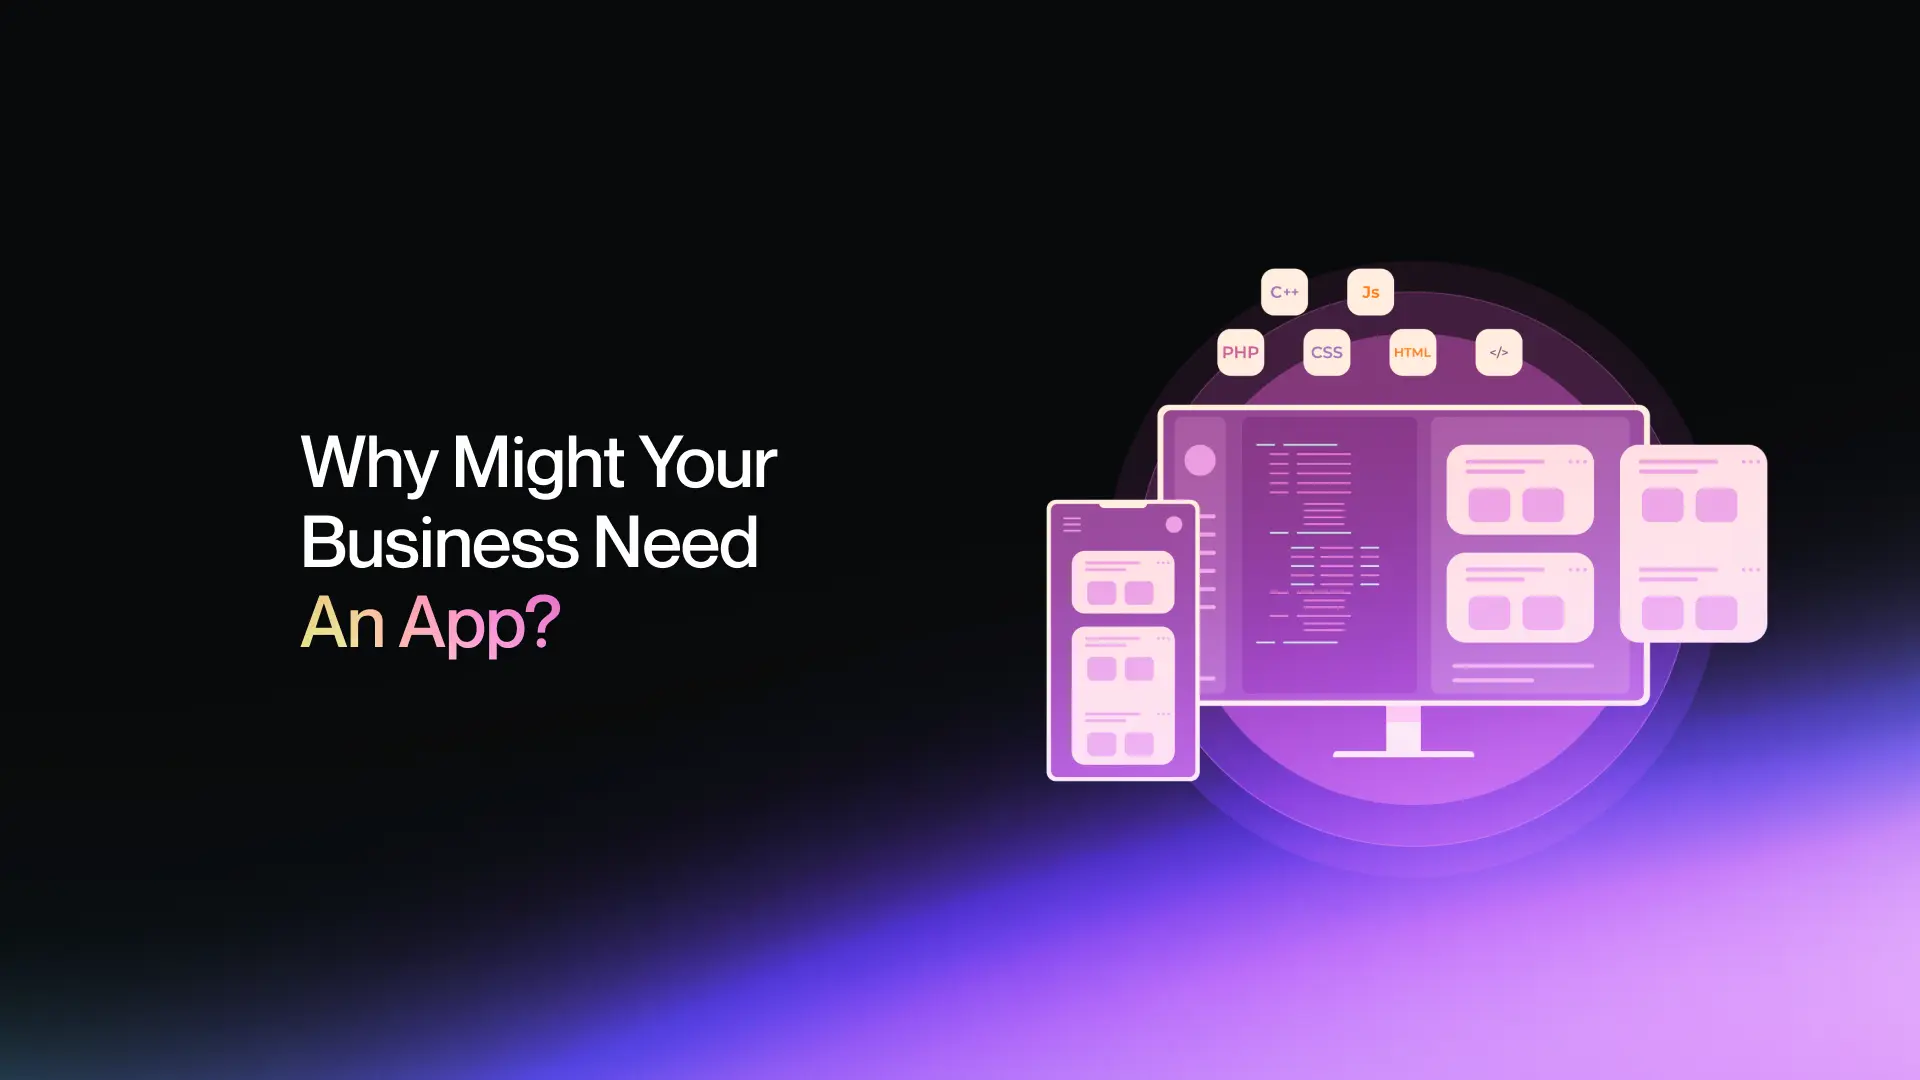 Why Might Your
Business Need
An App?
C++
Js
PHP
CSS
HTML
</>